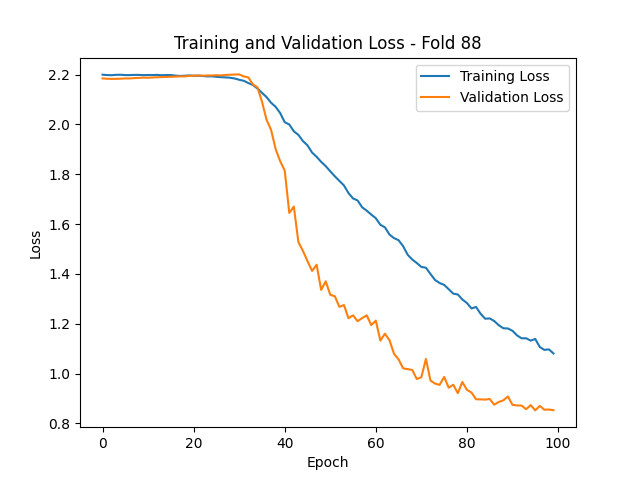 Training and Validation Loss - Fold 88
Training Loss
Validation Loss
Loss
2.2
2.0
1.8
1.6
1.4
1.2
1.0
0.8
0 20 40 60 80 100
Epoch